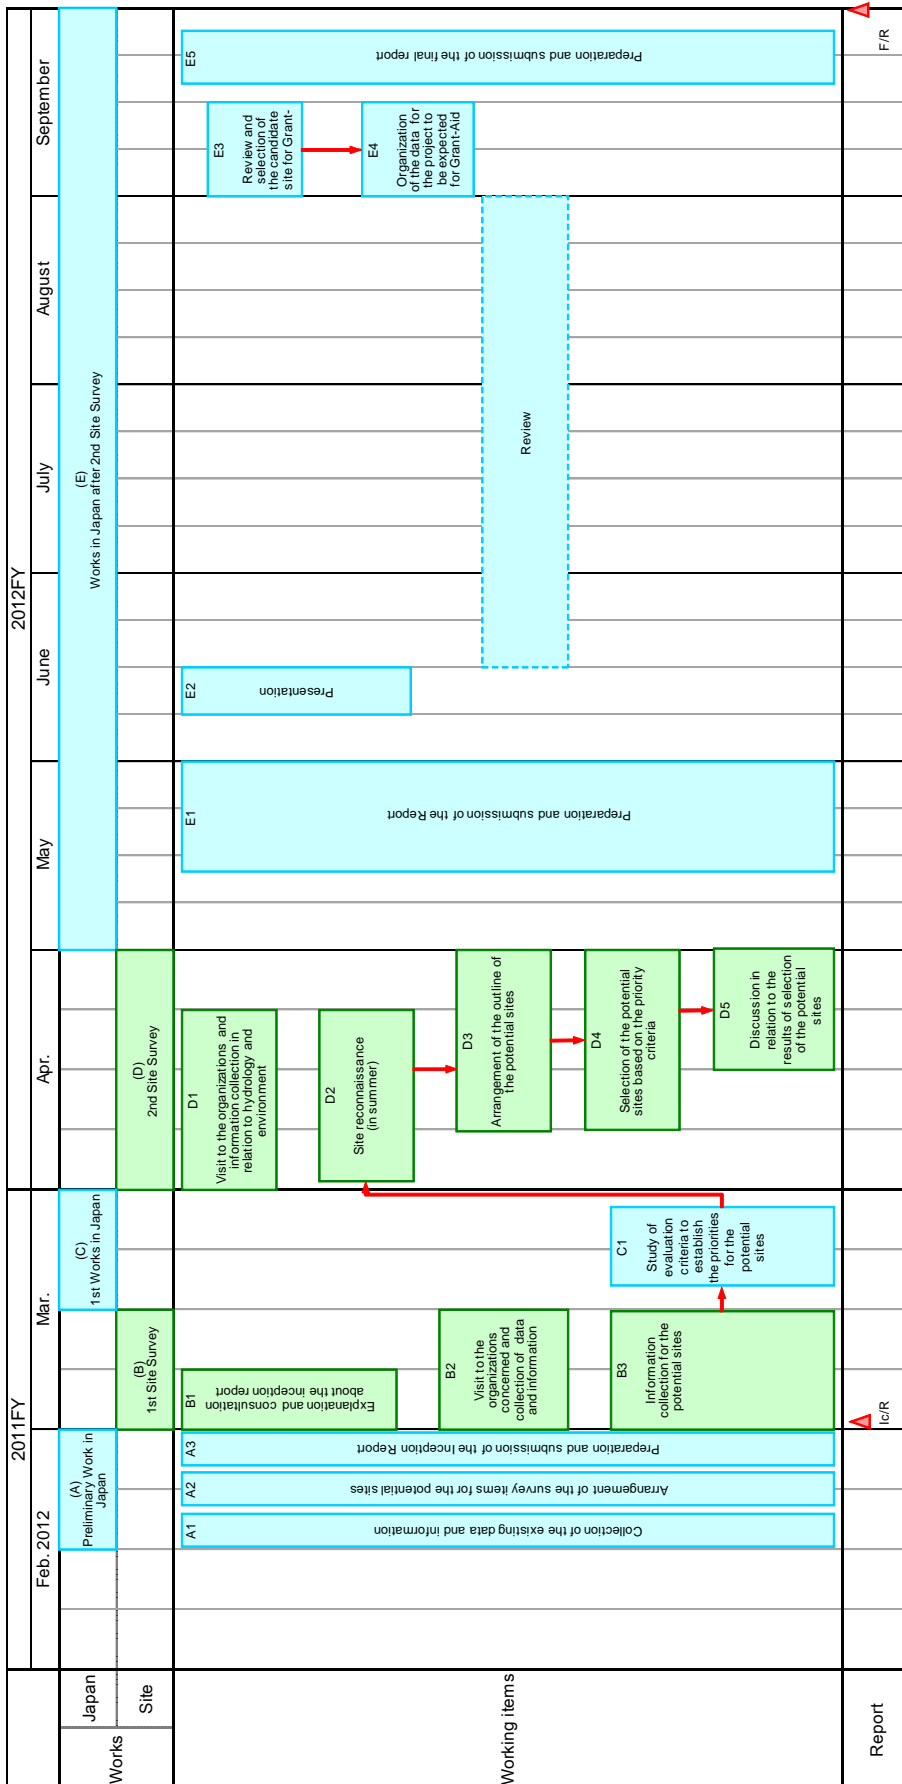 2011FY
2012FY
Feb. 2012
Mar.
Apr.
May
June
July
August
September
Works
Japan
Site
(A)
Preliminary Work in
Japan
(B)
1st Site Survey
(C)
1st Works in Japan
(D)
2nd Site Survey
(E)
Works in Japan after 2nd Site Survey
Working items
A1
Collection of the existing data and information
A2
Arrangement of the survey items for the potential sites
A3
Preparation and submission of the Inception Report
B1
Explanation and consultation
about the inception report
B2
Visit to the
organizations
concerned and
collection of data
and information
B3
Information
collection for the
potential sites
C1
Study of
evaluation
criteria to
establish
the priorities
for the
potential
sites
D1
Visit to the organizations and
information collection in
relation to hydrology and
environment
D2
Site reconnaissance
(in summer)
D3
Arrangement of the outline of
the potential sites
D4
Selection of the potential
sites based on the priority
criteria
D5
Discussion in
relation to the
results of selection
of the potential
sites
E1
Preparation and submission of the Report
E2
Presentation
Review
E3
Review and
selection of
the candidate
site for Grant-
E4
Organization
of the data for
the project to
be expected
for Grant-Aid
E5
Preparation and submission of the final report
Report
Ic/R
F/R